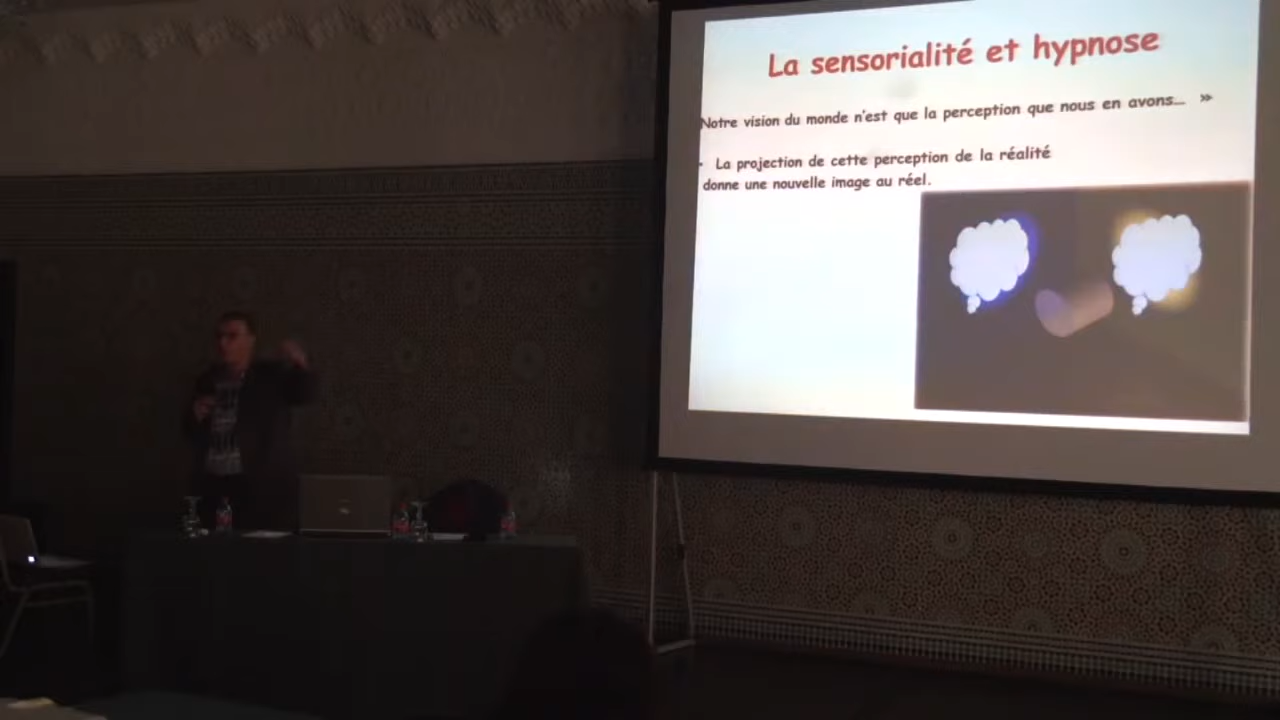 La sensorialité et hypnose
Notre vision du monde n'est que la perception que nous en avons... »
• La projection de cette perception de la réalité
donne une nouvelle image au réel.